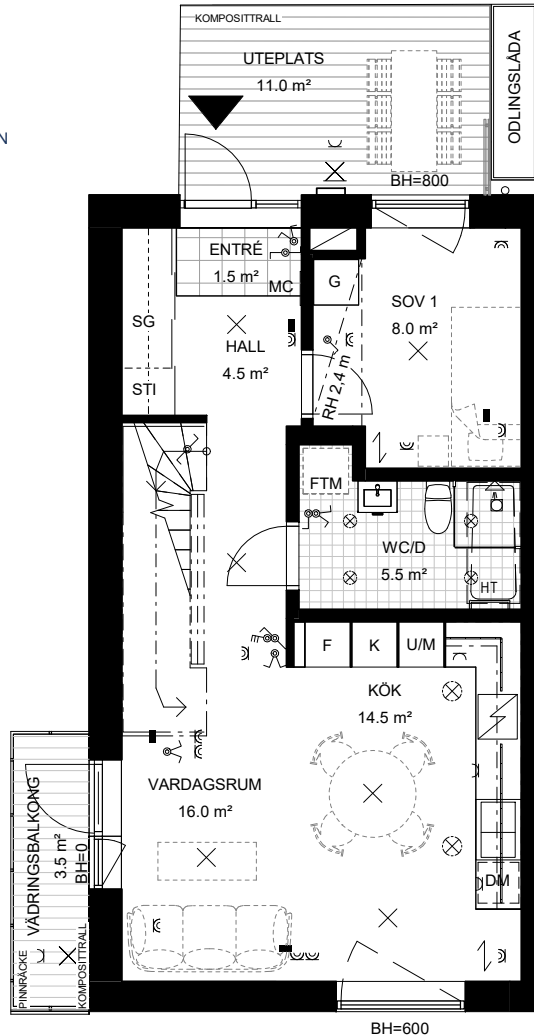 KOMPOSITTRALL
UTEPLATS
11.0 m²
ODLINGSLÅDA
N
BH=800
ENTRÉ
1.5 m²
MC
G
SOV 1
8.0 m²
SG
HALL
4.5 m²
STI
RH 2,4 m
FTM
WC/D
5.5 m²
HT
F
K
U/M
KÖK
14.5 m²
VARDAGSRUM
16.0 m²
VÄDRINGSBALKONG
3.5 m²
BH=0
DM
PINNRÄCKE
KOMPOSITTRALL
BH=600